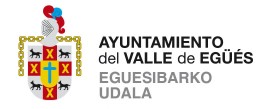 AYUNTAMIENTO
del VALLE de EGÜÉS
EGUESIBARKO
UDALA